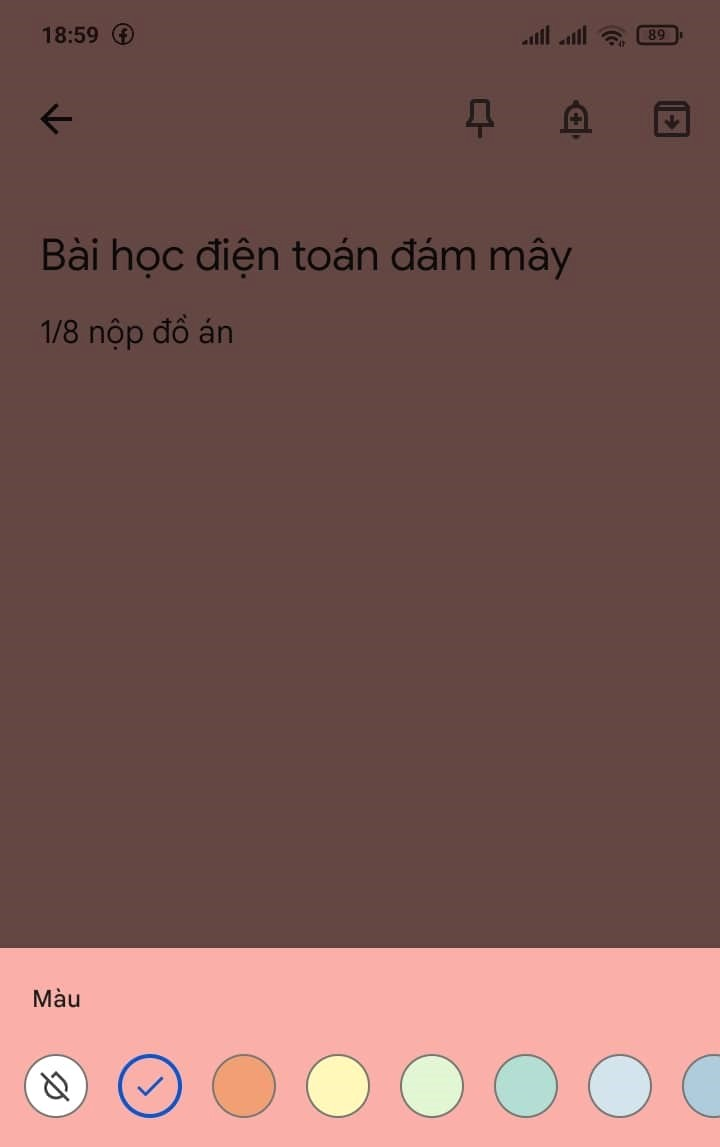 18:59
89
Bài học điện toán đám mây
1/8 nộp đồ án
Màu